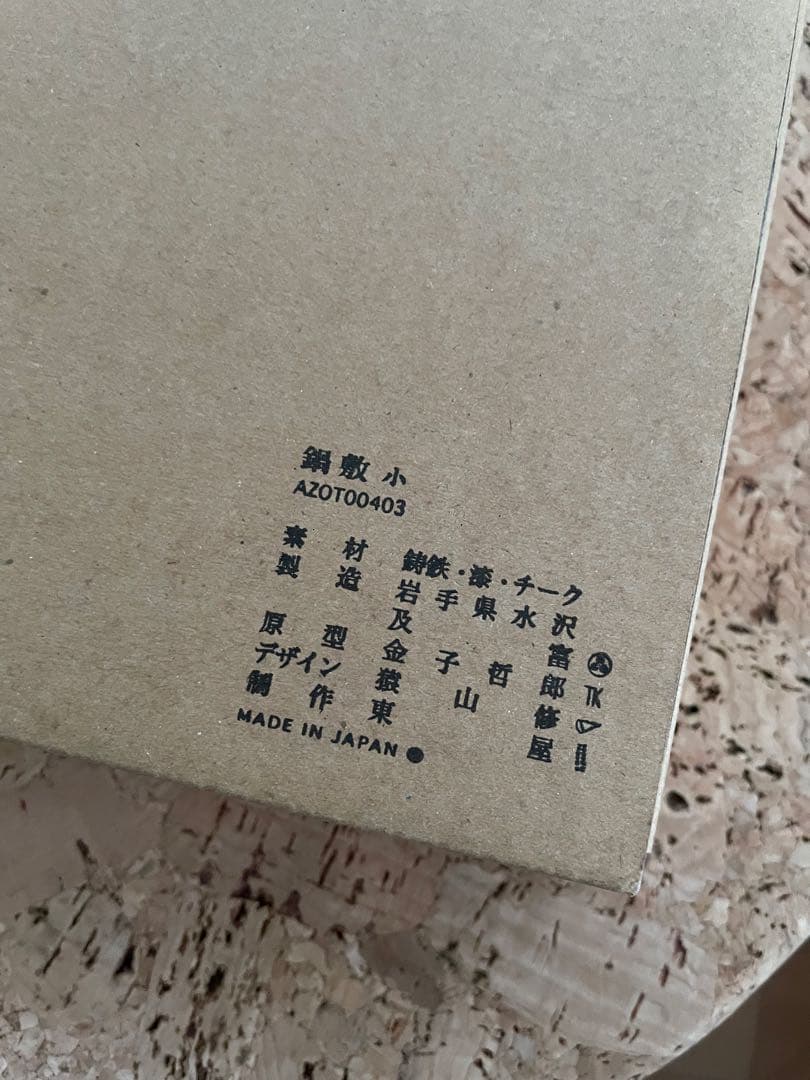 鍋敷 小
AZOT00403
素材 鋳鉄・漆・チーク
製造 岩手県水沢
及富
原型 金子哲郎 TK
デザイン 猿山修
制作 東屋
MADE IN JAPAN